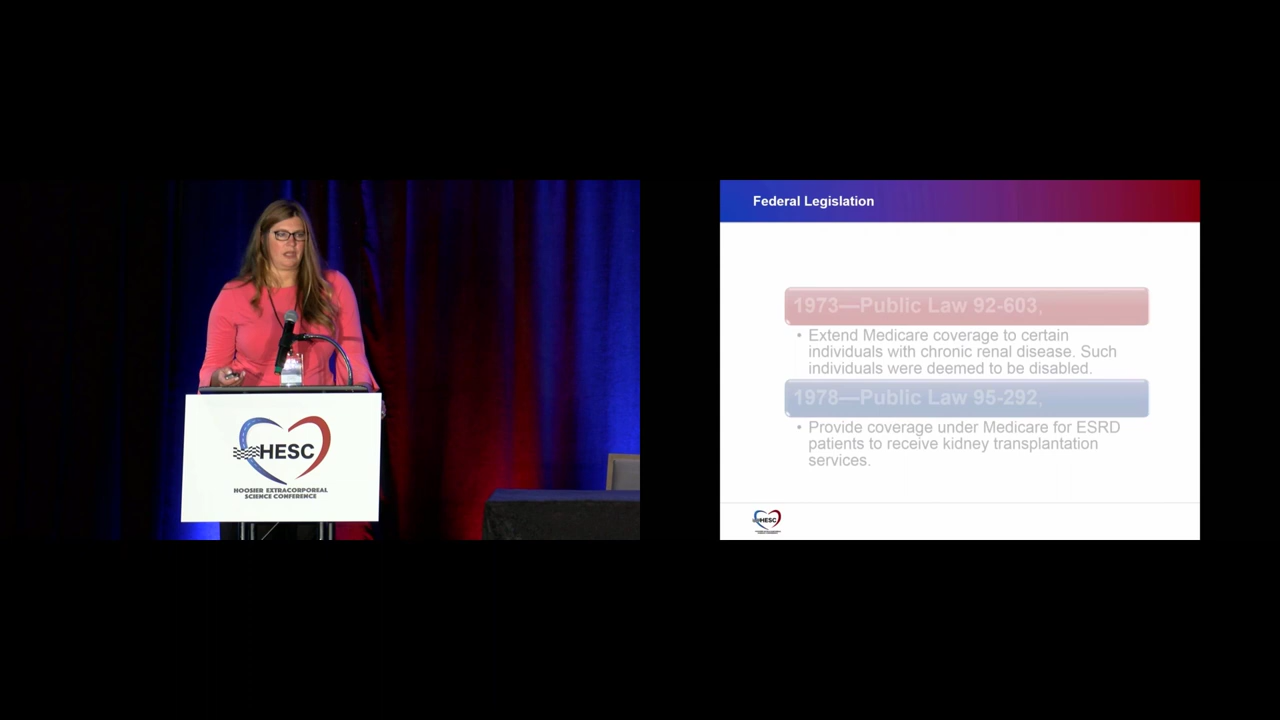 HESC
HOOSIER EXTRACORPOREAL
SCIENCE CONFERENCE
Federal Legislation
1973—Public Law 92-603,
• Extend Medicare coverage to certain
individuals with chronic renal disease. Such
individuals were deemed to be disabled.
1978—Public Law 95-292,
• Provide coverage under Medicare for ESRD
patients to receive kidney transplantation
services.
HESC